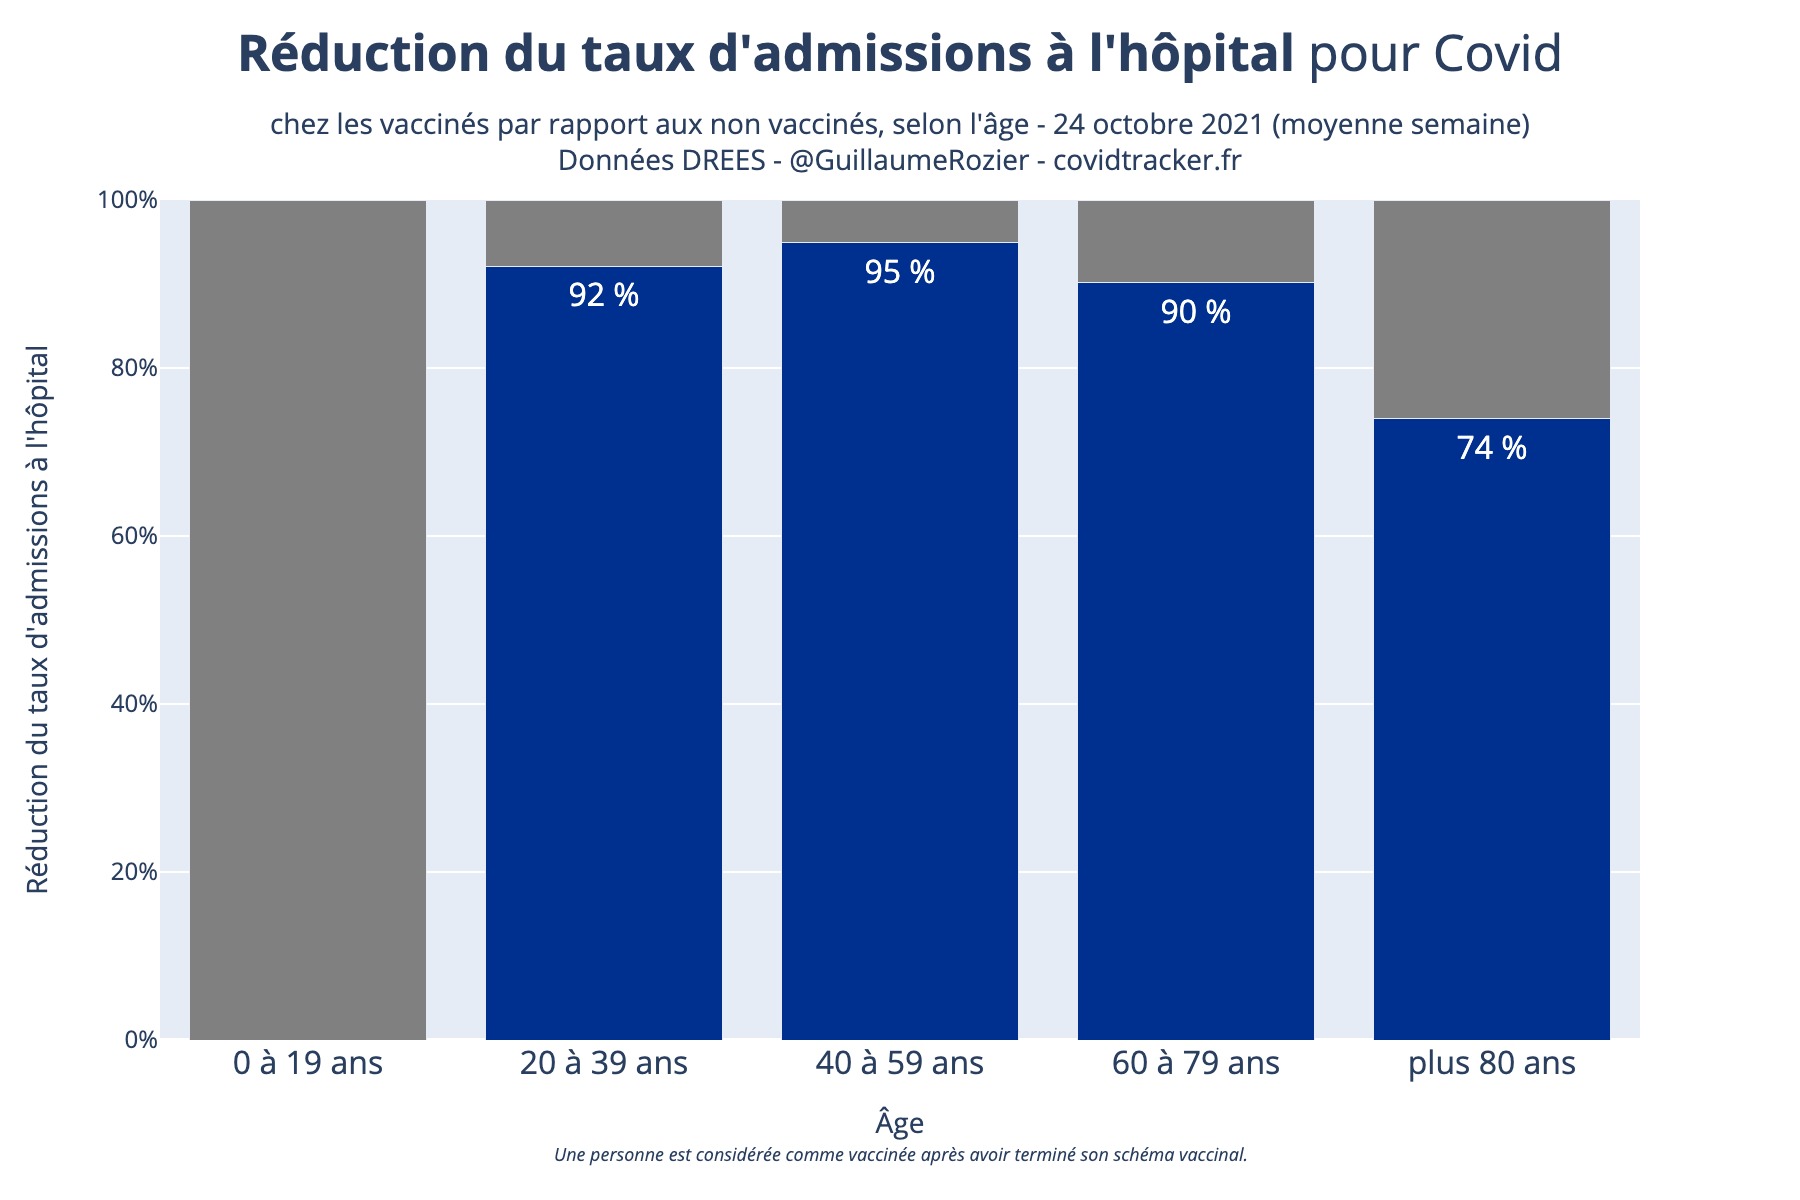 Réduction du taux d'admissions à l'hôpital pour Covid
chez les vaccinés par rapport aux non vaccinés, selon l'âge - 24 octobre 2021 (moyenne semaine)
Données DREES - @GuillaumeRozier - covidtracker.fr
Réduction du taux d'admissions à l'hôpital
100%
80%
60%
40%
20%
0%
92 %
95 %
90 %
74 %
0 à 19 ans
20 à 39 ans
40 à 59 ans
60 à 79 ans
plus 80 ans
Âge
Une personne est considérée comme vaccinée après avoir terminé son schéma vaccinal.